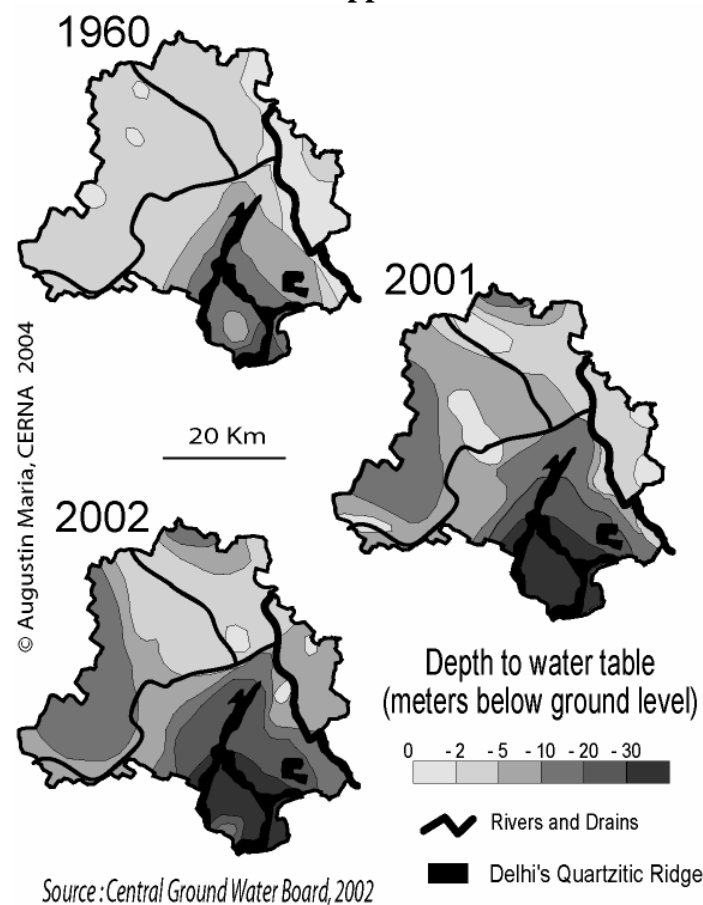 1960
2001
20 Km
2002
© Augustin Maria, CERNA 2004
Depth to water table
(meters below ground level)
0 - 2 - 5 - 10 - 20 - 30
Rivers and Drains
Delhi's Quartzitic Ridge
Source : Central Ground Water Board, 2002